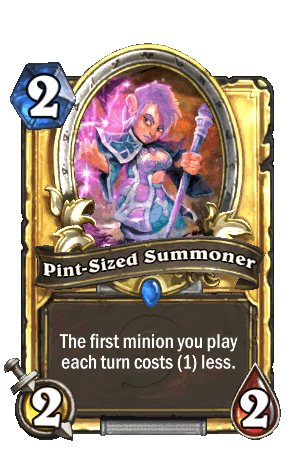 2
Pint-Sized Summoner
The first minion you play
each turn costs (1) less.
2
2